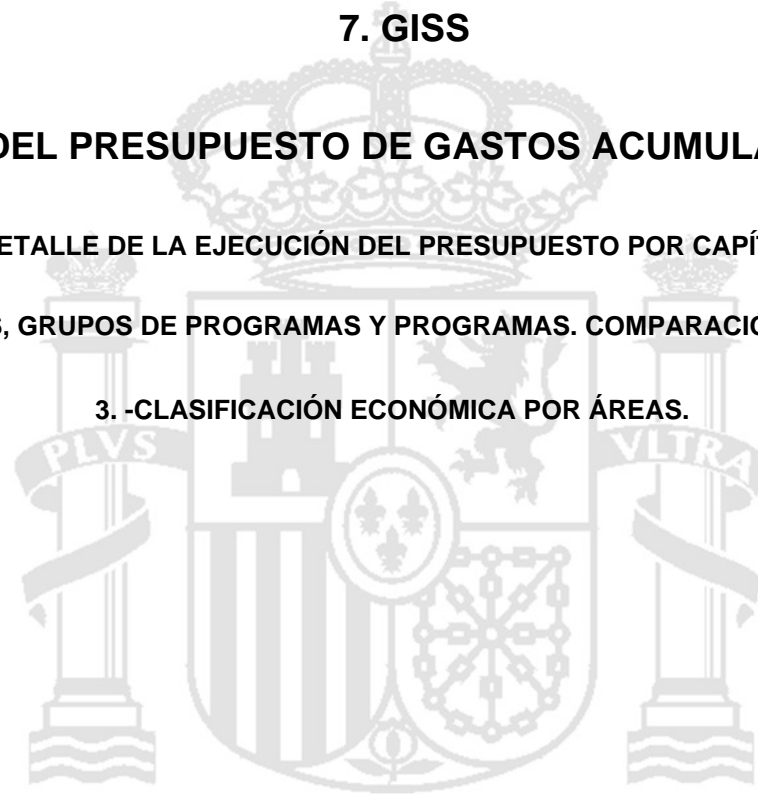 7. GISS
DEL PRESUPUESTO DE GASTOS ACUMULA
ETALLE DE LA EJECUCIÓN DEL PRESUPUESTO POR CAPÍ
S, GRUPOS DE PROGRAMAS Y PROGRAMAS. COMPARACIO
3. -CLASIFICACIÓN ECONÓMICA POR ÁREAS.
PLVS
VLTRA